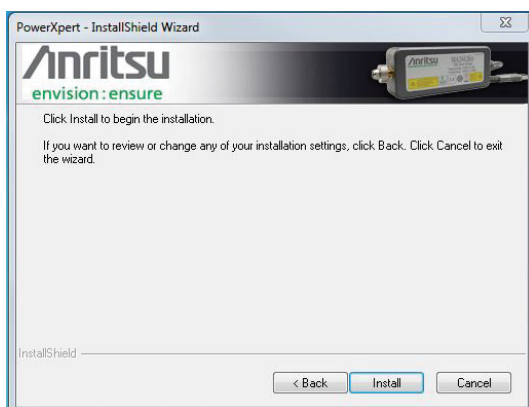 PowerXpert - InstallShield Wizard
Anritsu
envision : ensure
Anritsu
Click Install to begin the installation.
If you want to review or change any of your installation settings, click Back. Click Cancel to exit
the wizard.
InstallShield
< Back
Install
Cancel